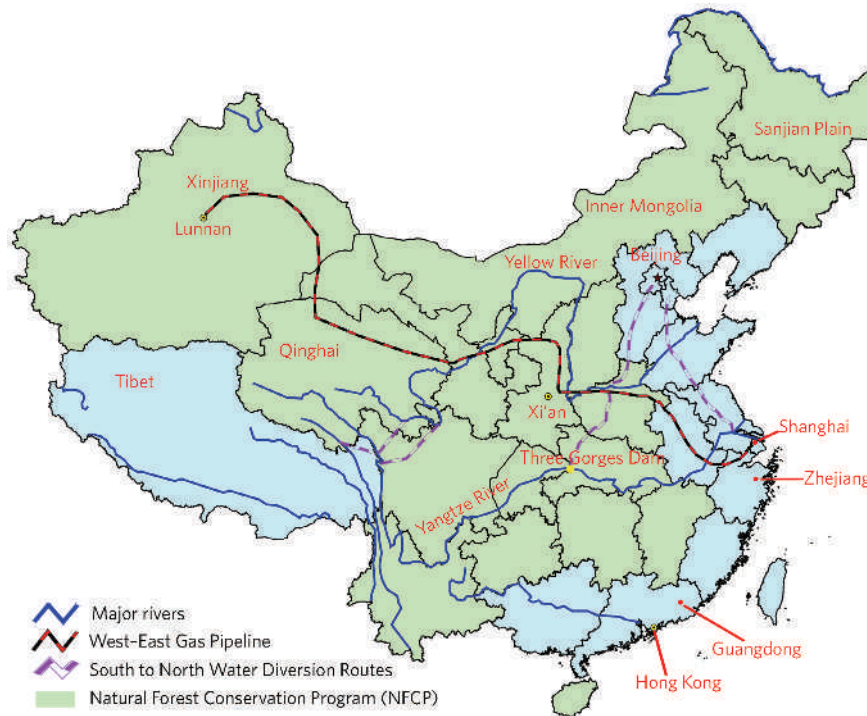 Sanjian Plain
Xinjiang
Inner Mongolia
Lunnan
Beijing
Yellow River
Qinghai
Tibet
Xi'an
Shanghai
Three Gorges Dam
Zhejiang
Yangtze River
Major rivers
West–East Gas Pipeline
Guangdong
South to North Water Diversion Routes
Hong Kong
Natural Forest Conservation Program (NFCP)